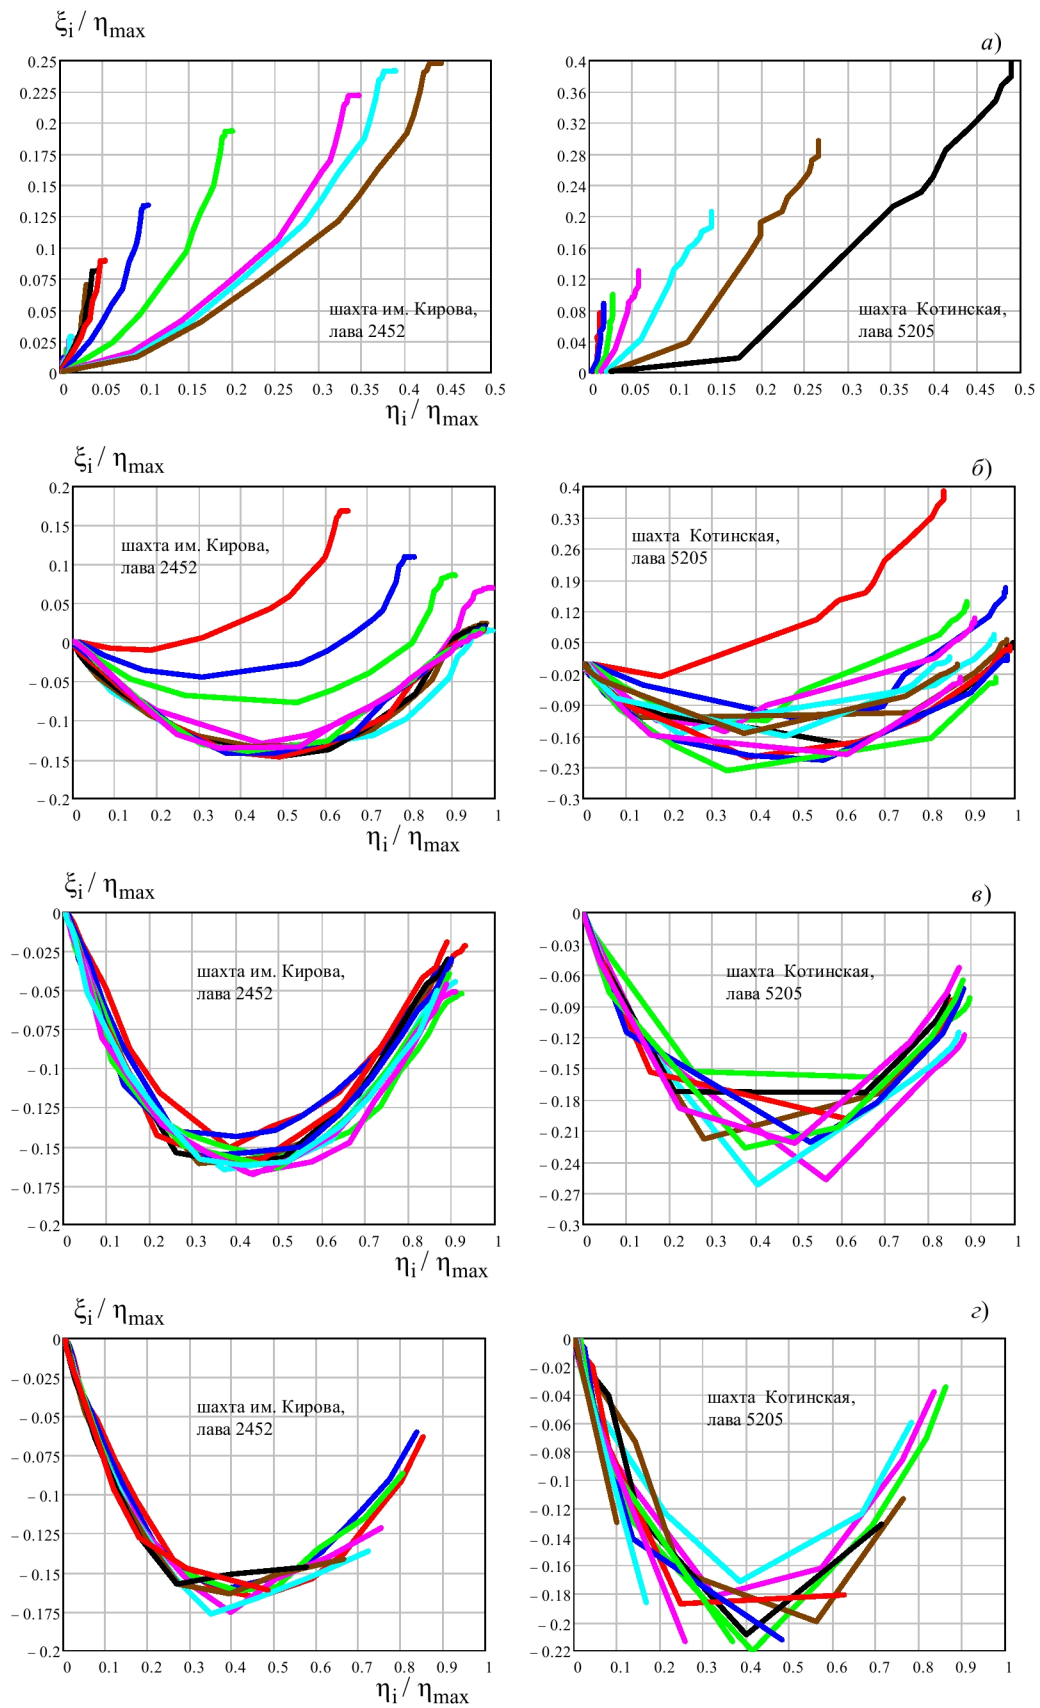 ξi / ηmax
а)
0.25
0.225
0.2
0.175
0.15
0.125
0.1
0.075
0.05
0.025
0
шахта им. Кирова,
лава 2452
0 0.05 0.1 0.15 0.2 0.25 0.3 0.35 0.4 0.45 0.5
ηi / ηmax
0.4
0.36
0.32
0.28
0.24
0.2
0.16
0.12
0.08
0.04
0
шахта Котинская,
лава 5205
0 0.05 0.1 0.15 0.2 0.25 0.3 0.35 0.4 0.45 0.5
ξi / ηmax
б)
0.2
0.15
0.1
0.05
0
– 0.05
– 0.1
– 0.15
– 0.2
шахта им. Кирова,
лава 2452
0 0.1 0.2 0.3 0.4 0.5 0.6 0.7 0.8 0.9 1
ηi / ηmax
0.4
0.33
0.26
0.19
0.12
0.05
– 0.02
– 0.09
– 0.16
– 0.23
– 0.3
шахта Котинская,
лава 5205
0 0.1 0.2 0.3 0.4 0.5 0.6 0.7 0.8 0.9 1
ξi / ηmax
в)
0
– 0.025
– 0.05
– 0.075
– 0.1
– 0.125
– 0.15
– 0.175
– 0.2
шахта им. Кирова,
лава 2452
0 0.1 0.2 0.3 0.4 0.5 0.6 0.7 0.8 0.9 1
ηi / ηmax
0
– 0.03
– 0.06
– 0.09
– 0.12
– 0.15
– 0.18
– 0.21
– 0.24
– 0.27
– 0.3
шахта Котинская,
лава 5205
0 0.1 0.2 0.3 0.4 0.5 0.6 0.7 0.8 0.9 1
ξi / ηmax
г)
0
– 0.025
– 0.05
– 0.075
– 0.1
– 0.125
– 0.15
– 0.175
– 0.2
шахта им. Кирова,
лава 2452
0 0.1 0.2 0.3 0.4 0.5 0.6 0.7 0.8 0.9 1
ηi / ηmax
0
– 0.02
– 0.04
– 0.06
– 0.08
– 0.1
– 0.12
– 0.14
– 0.16
– 0.18
– 0.2
– 0.22
шахта Котинская,
лава 5205
0 0.1 0.2 0.3 0.4 0.5 0.6 0.7 0.8 0.9 1